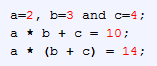 a=2, b=3 and c=4;
a * b + c = 10;
a * (b + c) = 14;